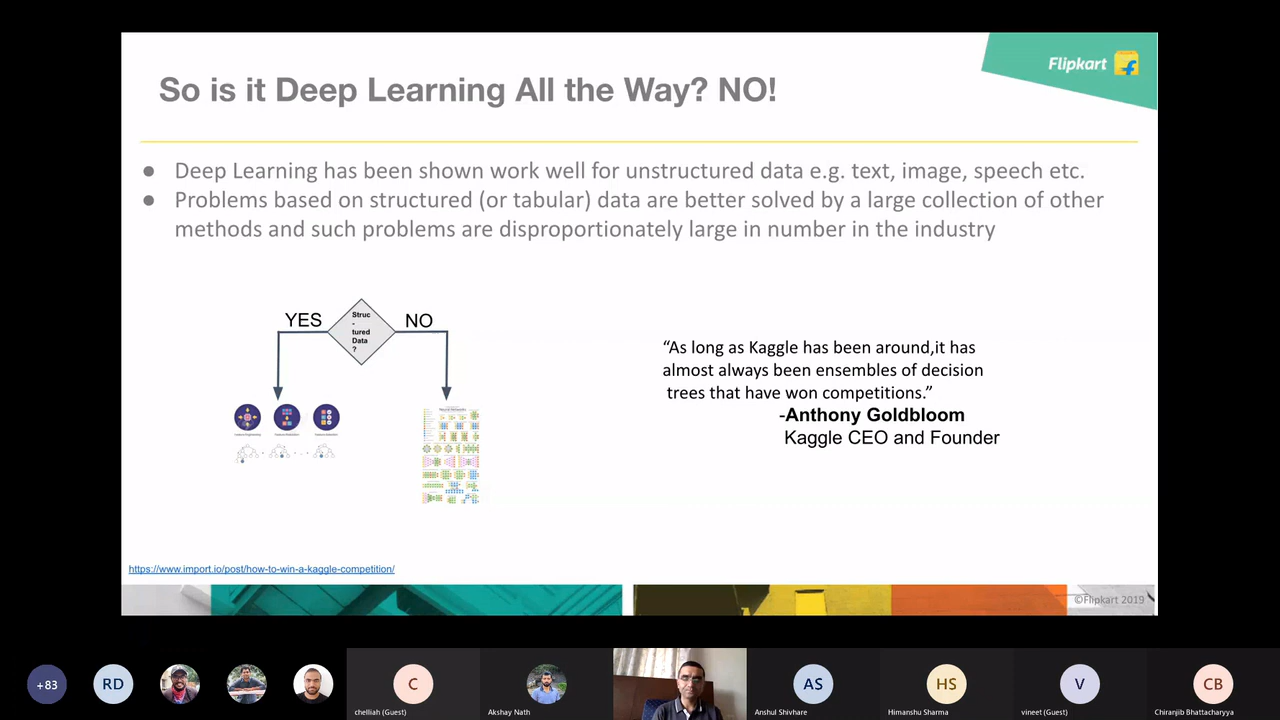 Flipkart
So is it Deep Learning All the Way? NO!
● Deep Learning has been shown work well for unstructured data e.g. text, image, speech etc.
● Problems based on structured (or tabular) data are better solved by a large collection of other
methods and such problems are disproportionately large in number in the industry
YES
Struc
-
tured
Data
?
NO
“As long as Kaggle has been around,it has
almost always been ensembles of decision
trees that have won competitions.”
-Anthony Goldbloom
Kaggle CEO and Founder
https://www.import.io/post/how-to-win-a-kaggle-competition/
©Flipkart 2019
+83
RD
C
chelliah (Guest)
Akshay Nath
AS
Anshul Shivhare
HS
Himanshu Sharma
V
vineet (Guest)
CB
Chiranjib Bhattacharyya